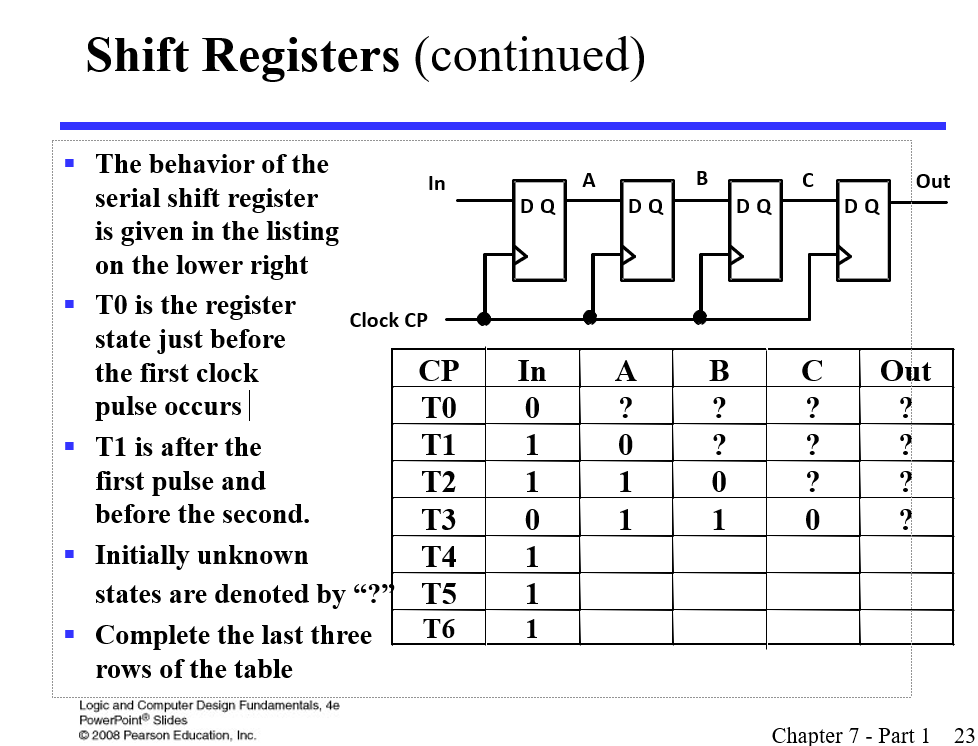 Shift Registers (continued)
The behavior of the
serial shift register
is given in the listing
on the lower right
T0 is the register
state just before
the first clock
pulse occurs
T1 is after the
first pulse and
before the second.
Initially unknown
states are denoted by “?”
Complete the last three
rows of the table
In A B C Out
D Q D Q D Q D Q
Clock CP
CP In A B C Out
T0 0 ? ? ? ?
T1 1 0 ? ? ?
T2 1 1 0 ? ?
T3 0 1 1 0 ?
T4 1
T5 1
T6 1
Logic and Computer Design Fundamentals, 4e
PowerPoint® Slides
© 2008 Pearson Education, Inc.
Chapter 7 - Part 1 23